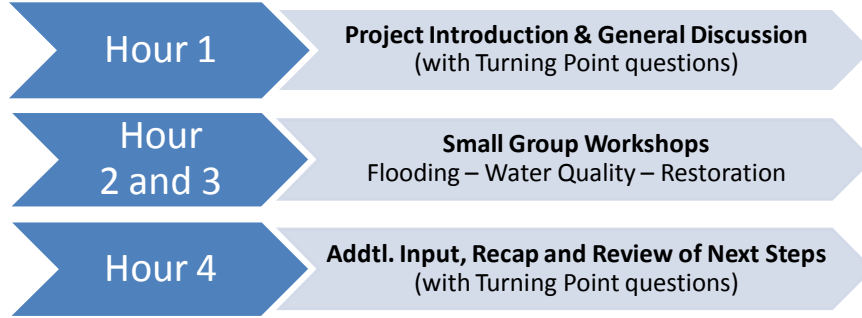 Hour 1
Project Introduction & General Discussion
(with Turning Point questions)
Hour
2 and 3
Small Group Workshops
Flooding – Water Quality – Restoration
Hour 4
Addtl. Input, Recap and Review of Next Steps
(with Turning Point questions)